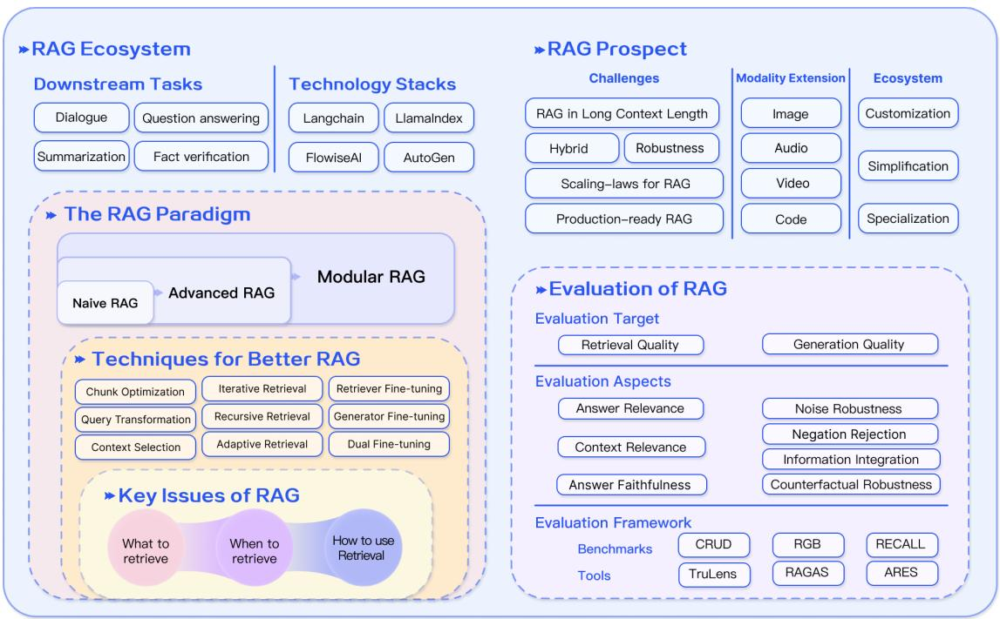 RAG Ecosystem
Downstream Tasks
Dialogue
Question answering
Summarization
Fact verification
Technology Stacks
Langchain
LlamaIndex
FlowiseAI
AutoGen
The RAG Paradigm
Naive RAG
Advanced RAG
Modular RAG
Techniques for Better RAG
Chunk Optimization
Iterative Retrieval
Retriever Fine-tuning
Query Transformation
Recursive Retrieval
Generator Fine-tuning
Context Selection
Adaptive Retrieval
Dual Fine-tuning
Key Issues of RAG
What to
retrieve
When to
retrieve
How to use
Retrieval
RAG Prospect
Challenges
RAG in Long Context Length
Hybrid
Robustness
Scaling-laws for RAG
Production-ready RAG
Modality Extension
Image
Audio
Video
Code
Ecosystem
Customization
Simplification
Specialization
Evaluation of RAG
Evaluation Target
Retrieval Quality
Generation Quality
Evaluation Aspects
Answer Relevance
Context Relevance
Answer Faithfulness
Noise Robustness
Negation Rejection
Information Integration
Counterfactual Robustness
Evaluation Framework
Benchmarks
CRUD
RGB
RECALL
Tools
TruLens
RAGAS
ARES